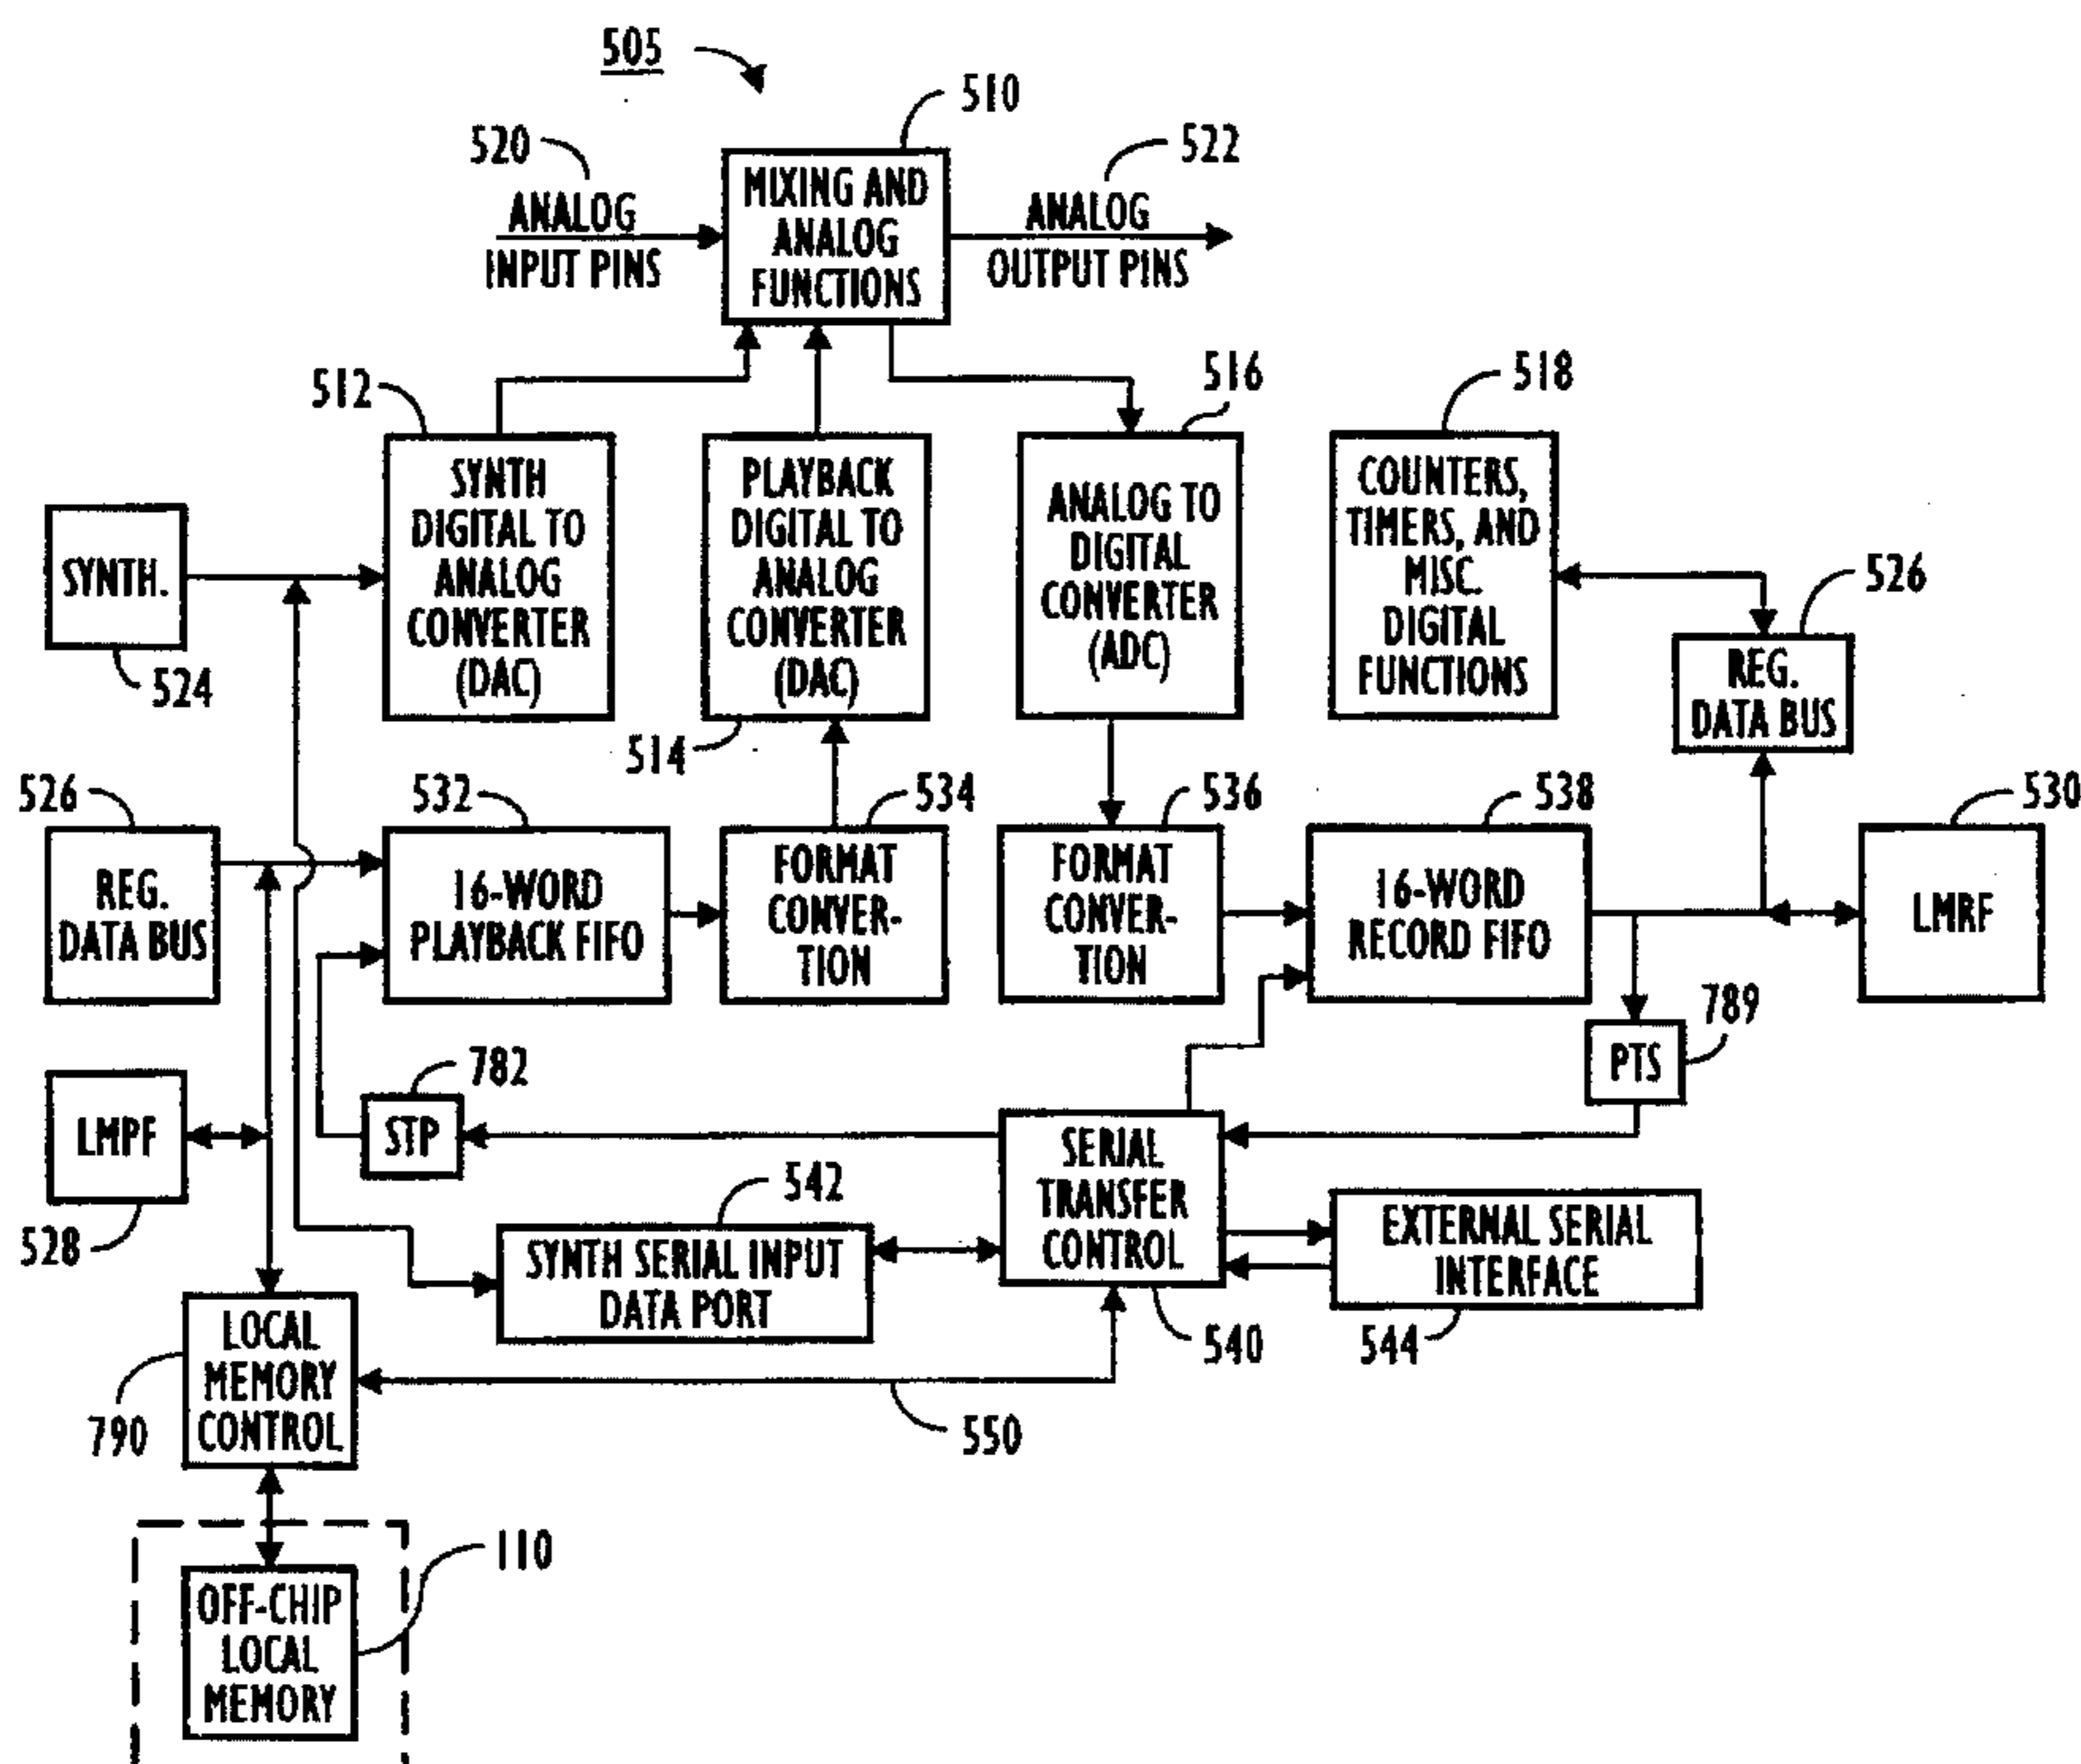 505
510
520
522
ANALOG
INPUT PINS
MIXING AND
ANALOG
FUNCTIONS
ANALOG
OUTPUT PINS
512
516
518
SYNTH.
524
SYNTH
DIGITAL TO
ANALOG
CONVERTER
(DAC)
PLAYBACK
DIGITAL TO
ANALOG
CONVERTER
(DAC)
514
ANALOG TO
DIGITAL
CONVERTER
(ADC)
COUNTERS,
TIMERS, AND
MISC.
DIGITAL
FUNCTIONS
526
REG.
DATA BUS
526
532
534
536
538
530
REG.
DATA BUS
16-WORD
PLAYBACK FIFO
FORMAT
CONVER-
TION
FORMAT
CONVER-
TION
16-WORD
RECORD FIFO
LMRF
789
PTS
782
LMPF
528
STP
542
SYNTH SERIAL INPUT
DATA PORT
SERIAL
TRANSFER
CONTROL
540
EXTERNAL SERIAL
INTERFACE
544
LOCAL
MEMORY
CONTROL
790
550
110
OFF-CHIP
LOCAL
MEMORY